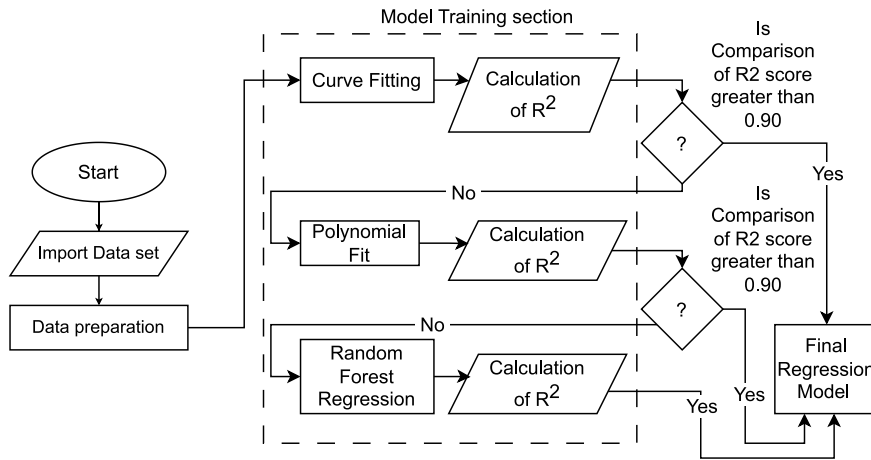 Model Training section
Start
Import Data set
Data preparation
Curve Fitting
Calculation
of R²
?
Is
Comparison
of R2 score
greater than
0.90
Yes
No
Polynomial
Fit
Calculation
of R²
?
Is
Comparison
of R2 score
greater than
0.90
Yes
No
Random
Forest
Regression
Calculation
of R²
Yes
Final
Regression
Model